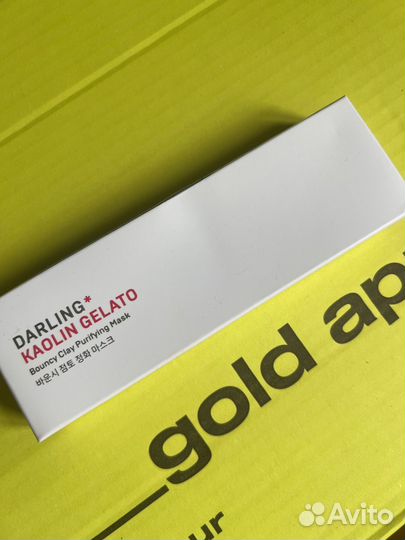 DARLING*
KAOLIN GELATO
Bouncy Clay Purifying Mask
바운시 점토 정화 마스크
gold ap
ur
Avito